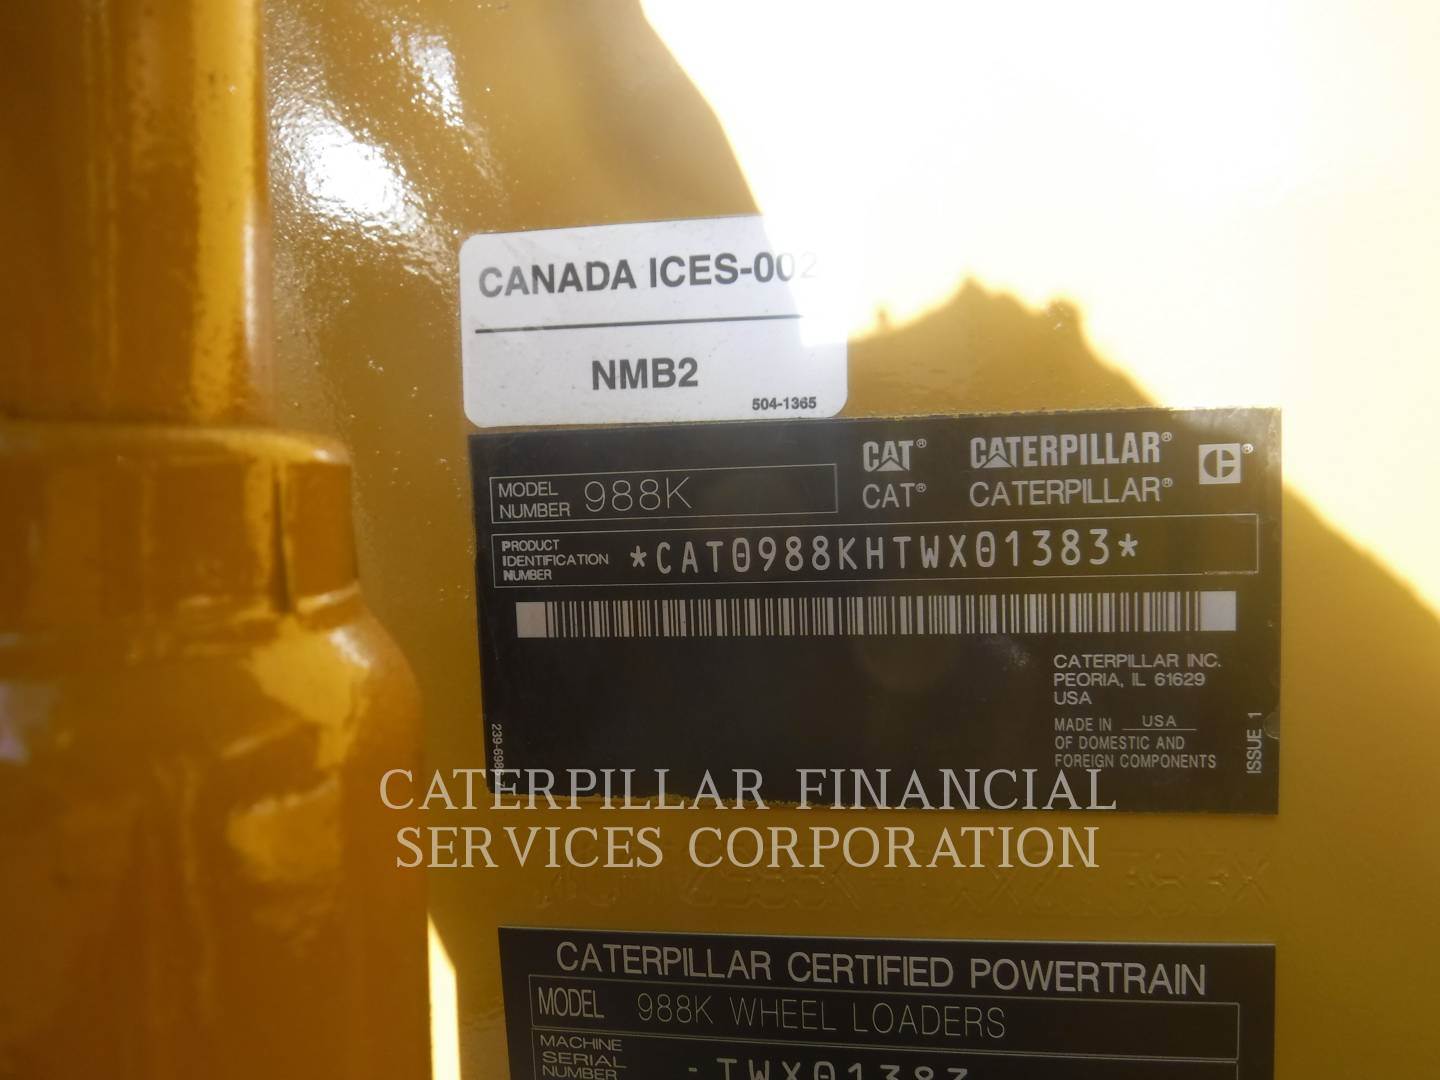 CANADA ICES-002
NMB2
504-1365
CAT® CATERPILLAR® ®
MODEL NUMBER 988K
CAT® CATERPILLAR®
PRODUCT IDENTIFICATION NUMBER *CAT0988KHTWX01383*
CATERPILLAR INC.
PEORIA, IL 61629
USA
MADE IN USA
OF DOMESTIC AND
FOREIGN COMPONENTS
ISSUE 1
CATERPILLAR FINANCIAL
SERVICES CORPORATION
CATERPILLAR CERTIFIED POWERTRAIN
MODEL 988K WHEEL LOADERS
MACHINE SERIAL NUMBER TWX01383